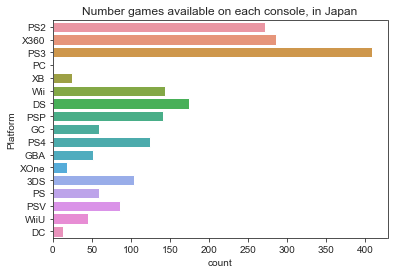 Number games available on each console, in Japan
Platform
PS2
X360
PS3
PC
XB
Wii
DS
PSP
GC
PS4
GBA
XOne
3DS
PS
PSV
WiiU
DC
0 50 100 150 200 250 300 350 400
count